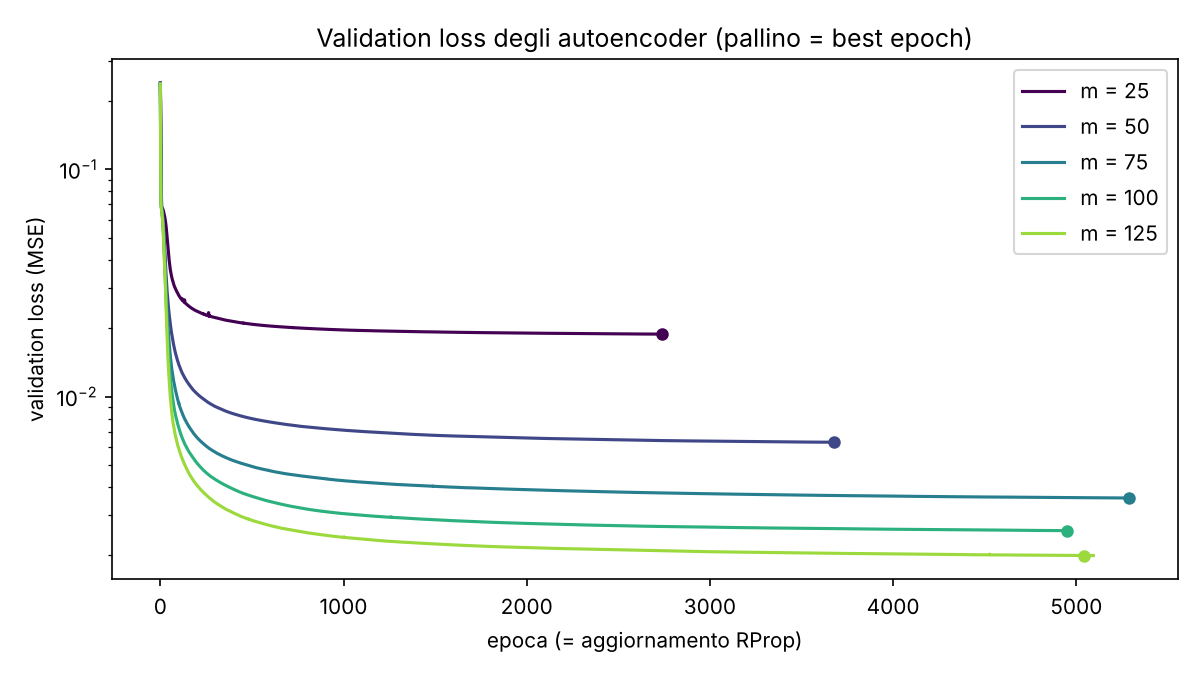 Validation loss degli autoencoder (pallino = best epoch)
m = 25
m = 50
m = 75
m = 100
m = 125
validation loss (MSE)
10⁻¹
10⁻²
0 1000 2000 3000 4000 5000
epoca (= aggiornamento RProp)